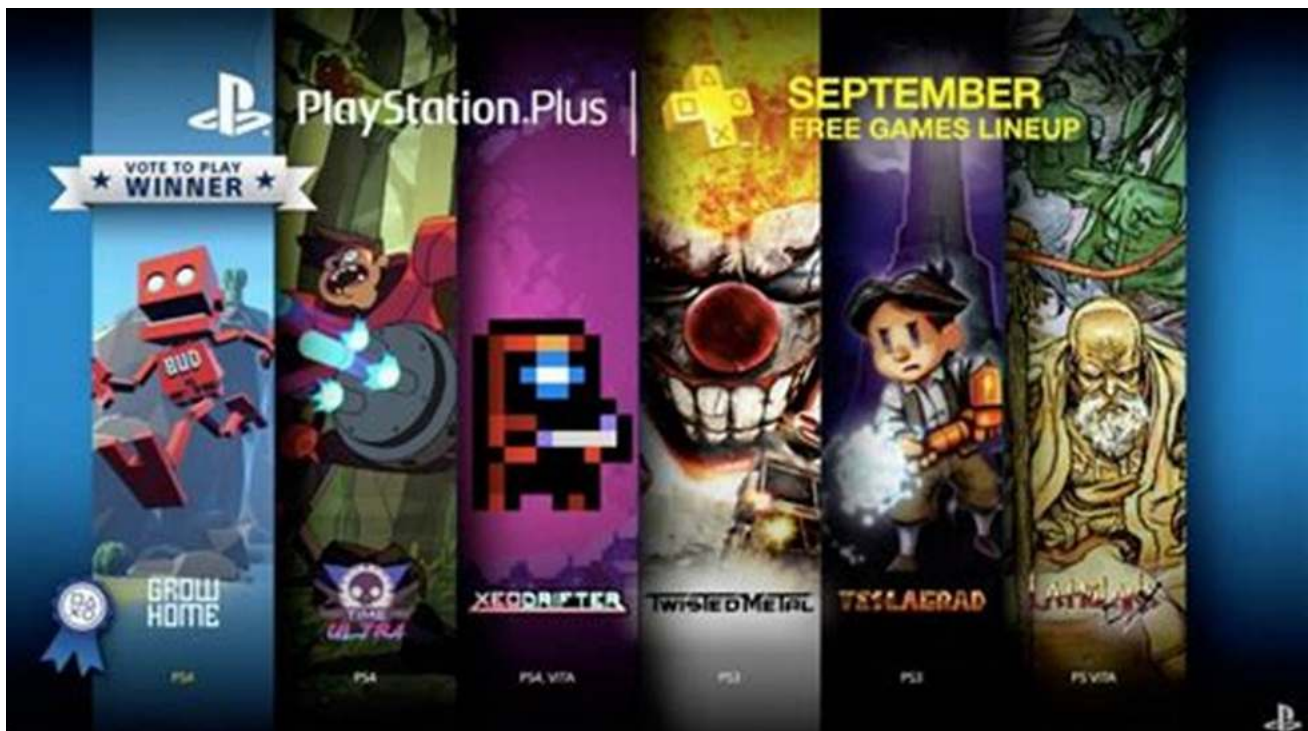 PlayStation.Plus
SEPTEMBER
FREE GAMES LINEUP
VOTE TO PLAY
WINNER
BUD
GROW
HOME
ULTRA
XEODRIFTER
TWISTED METAL
TESLAGRAD
PS4
PS4
PS4, VITA
PS3
PS3
PS VITA